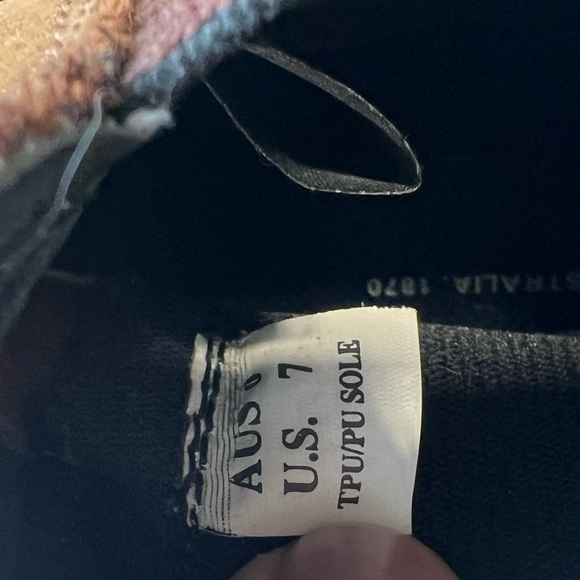 STRALIA. 1870
AUS 6
U.S. 7
TPU/PU SOLE